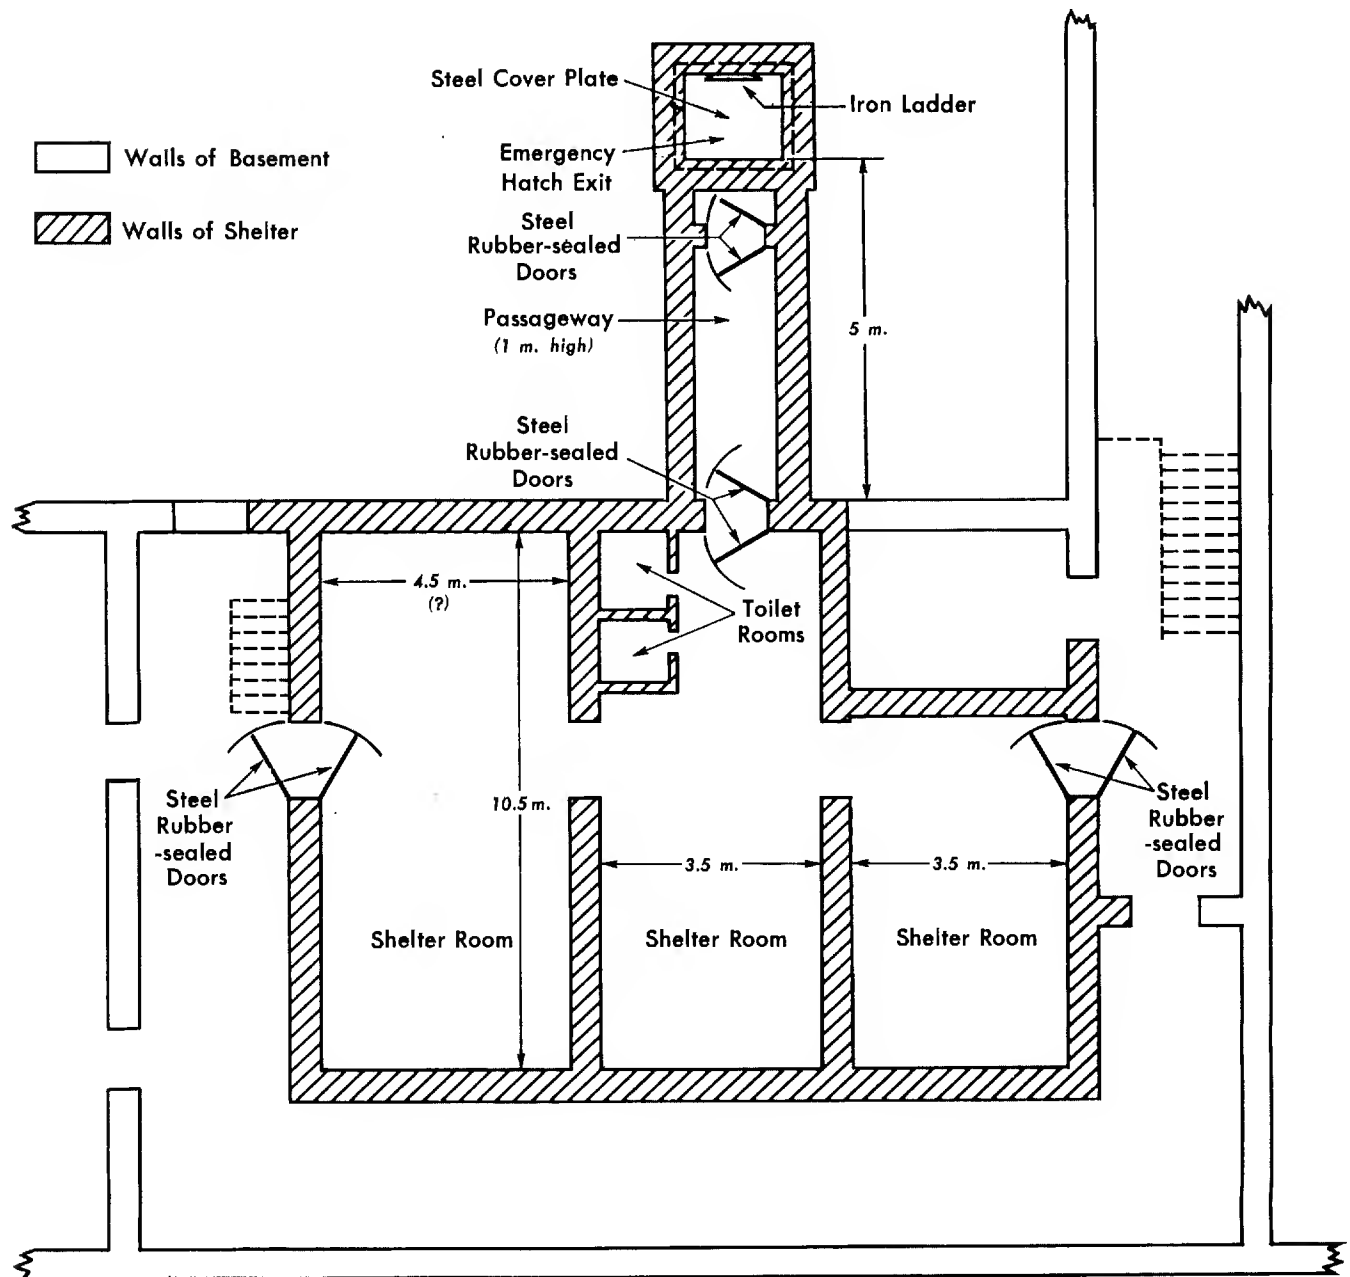 Steel Cover Plate
Iron Ladder
Walls of Basement
Emergency
Hatch Exit
Walls of Shelter
Steel
Rubber-sealed
Doors
Passageway
(1 m. high)
5 m.
Steel
Rubber-sealed
Doors
4.5 m.
(?)
Toilet
Rooms
Steel
Rubber
-sealed
Doors
10.5 m.
Steel
Rubber
-sealed
Doors
3.5 m.
3.5 m.
Shelter Room
Shelter Room
Shelter Room